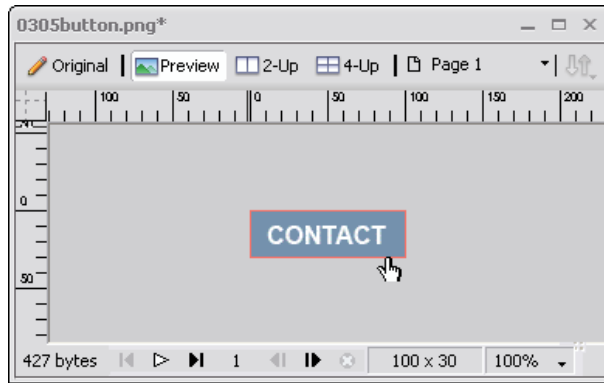 0305button.png*
Original Preview 2-Up 4-Up Page 1
100 50 0 50 100 150 200
0
50
CONTACT
427 bytes 1 100 x 30 100%